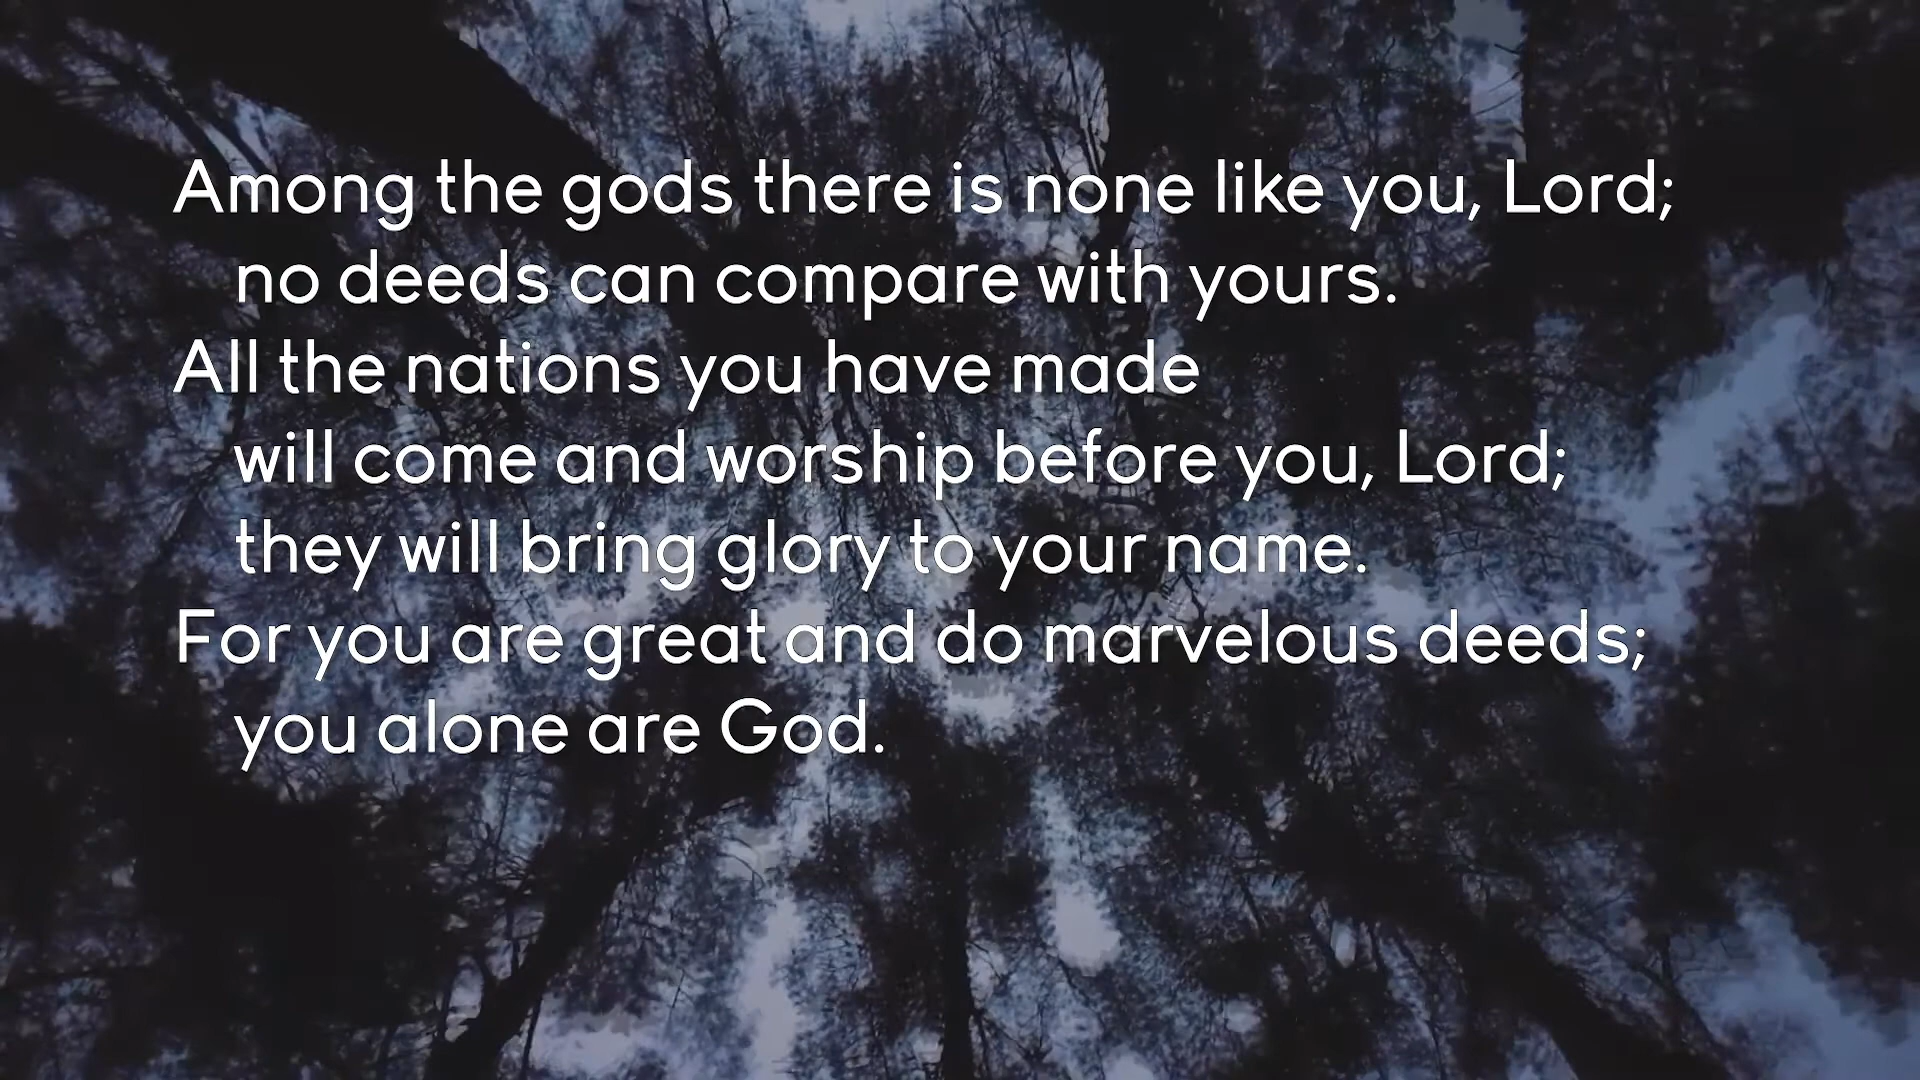 Among the gods there is none like you, Lord;
no deeds can compare with yours.
All the nations you have made
will come and worship before you, Lord;
they will bring glory to your name.
For you are great and do marvelous deeds;
you alone are God.